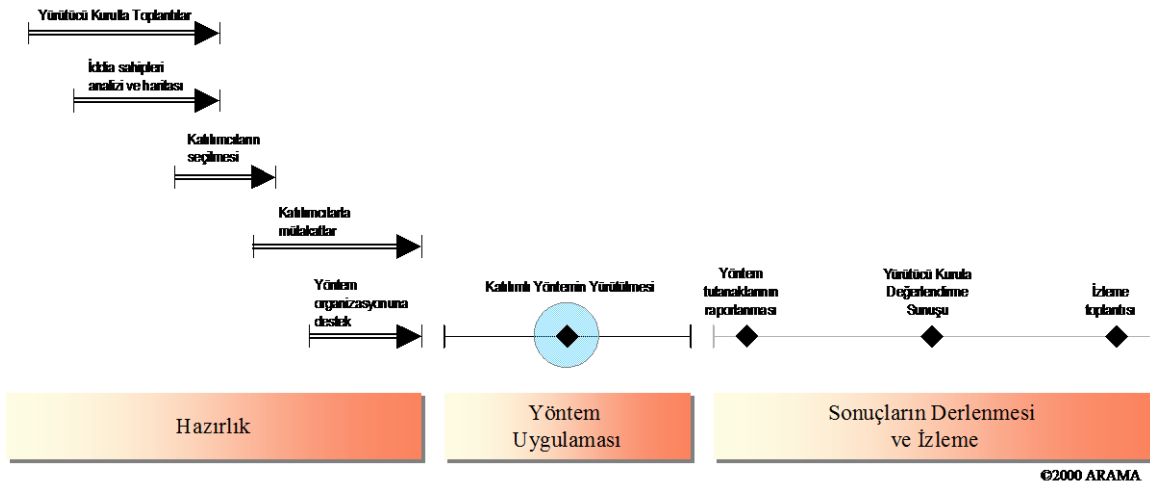 Yürütücü Kurulla Toplantılar
İddia sahipleri
analizi ve haritası
Katılımcıların
seçilmesi
Katılımcılarla
mülakatlar
Yöntem
organizasyonuna
destek
Katılımlı Yöntemin Yürütülmesi
Yöntem
tutanaklarının
raporlanması
Yürütücü Kurula
Değerlendirme
Sunuşu
İzleme
toplantısı
Hazırlık
Yöntem
Uygulaması
Sonuçların Derlenmesi
ve İzleme
©2000 ARAMA